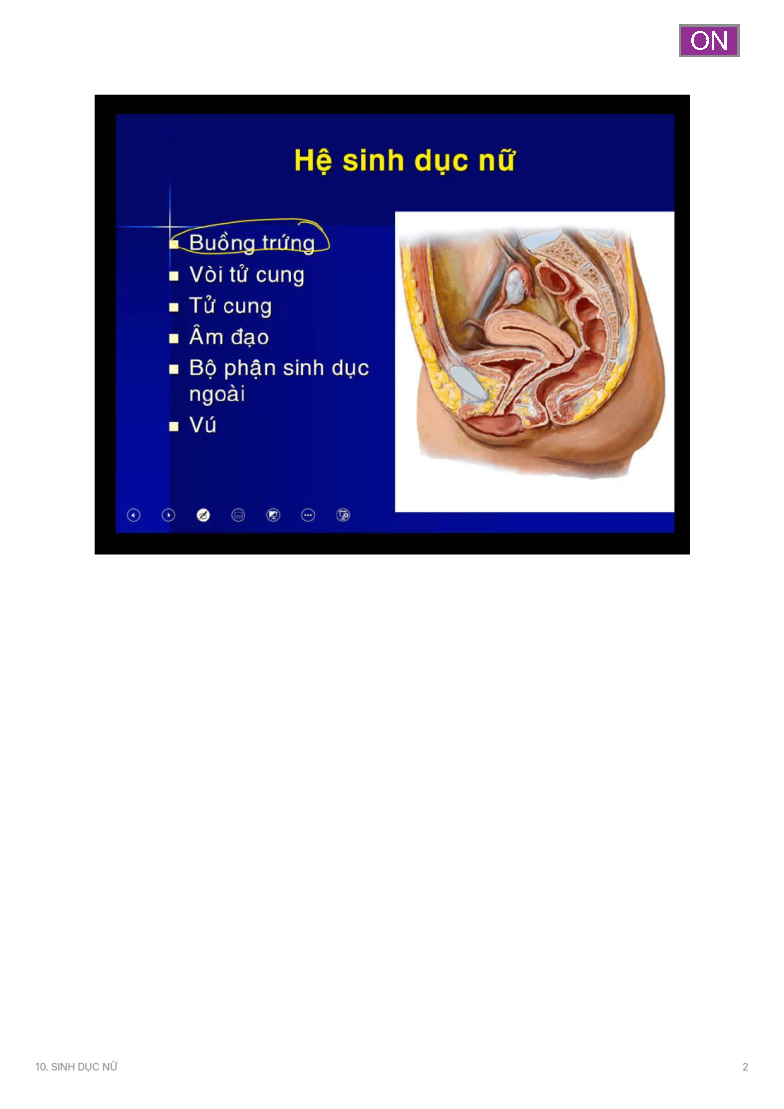 ON
Hệ sinh dục nữ
Buồng trứng
Vòi tử cung
Tử cung
Âm đạo
Bộ phận sinh dục
ngoài
Vú
10. SINH DỤC NỮ
2